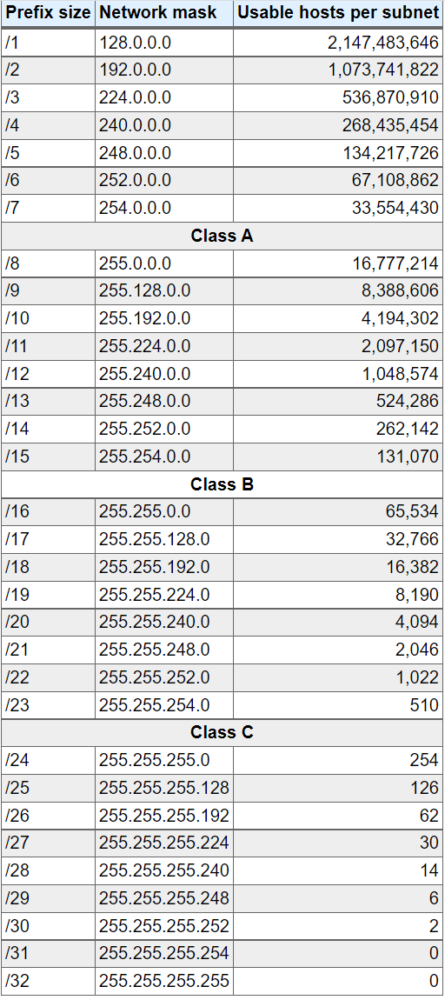 Prefix size Network mask Usable hosts per subnet
/1 128.0.0.0 2,147,483,646
/2 192.0.0.0 1,073,741,822
/3 224.0.0.0 536,870,910
/4 240.0.0.0 268,435,454
/5 248.0.0.0 134,217,726
/6 252.0.0.0 67,108,862
/7 254.0.0.0 33,554,430
Class A
/8 255.0.0.0 16,777,214
/9 255.128.0.0 8,388,606
/10 255.192.0.0 4,194,302
/11 255.224.0.0 2,097,150
/12 255.240.0.0 1,048,574
/13 255.248.0.0 524,286
/14 255.252.0.0 262,142
/15 255.254.0.0 131,070
Class B
/16 255.255.0.0 65,534
/17 255.255.128.0 32,766
/18 255.255.192.0 16,382
/19 255.255.224.0 8,190
/20 255.255.240.0 4,094
/21 255.255.248.0 2,046
/22 255.255.252.0 1,022
/23 255.255.254.0 510
Class C
/24 255.255.255.0 254
/25 255.255.255.128 126
/26 255.255.255.192 62
/27 255.255.255.224 30
/28 255.255.255.240 14
/29 255.255.255.248 6
/30 255.255.255.252 2
/31 255.255.255.254 0
/32 255.255.255.255 0